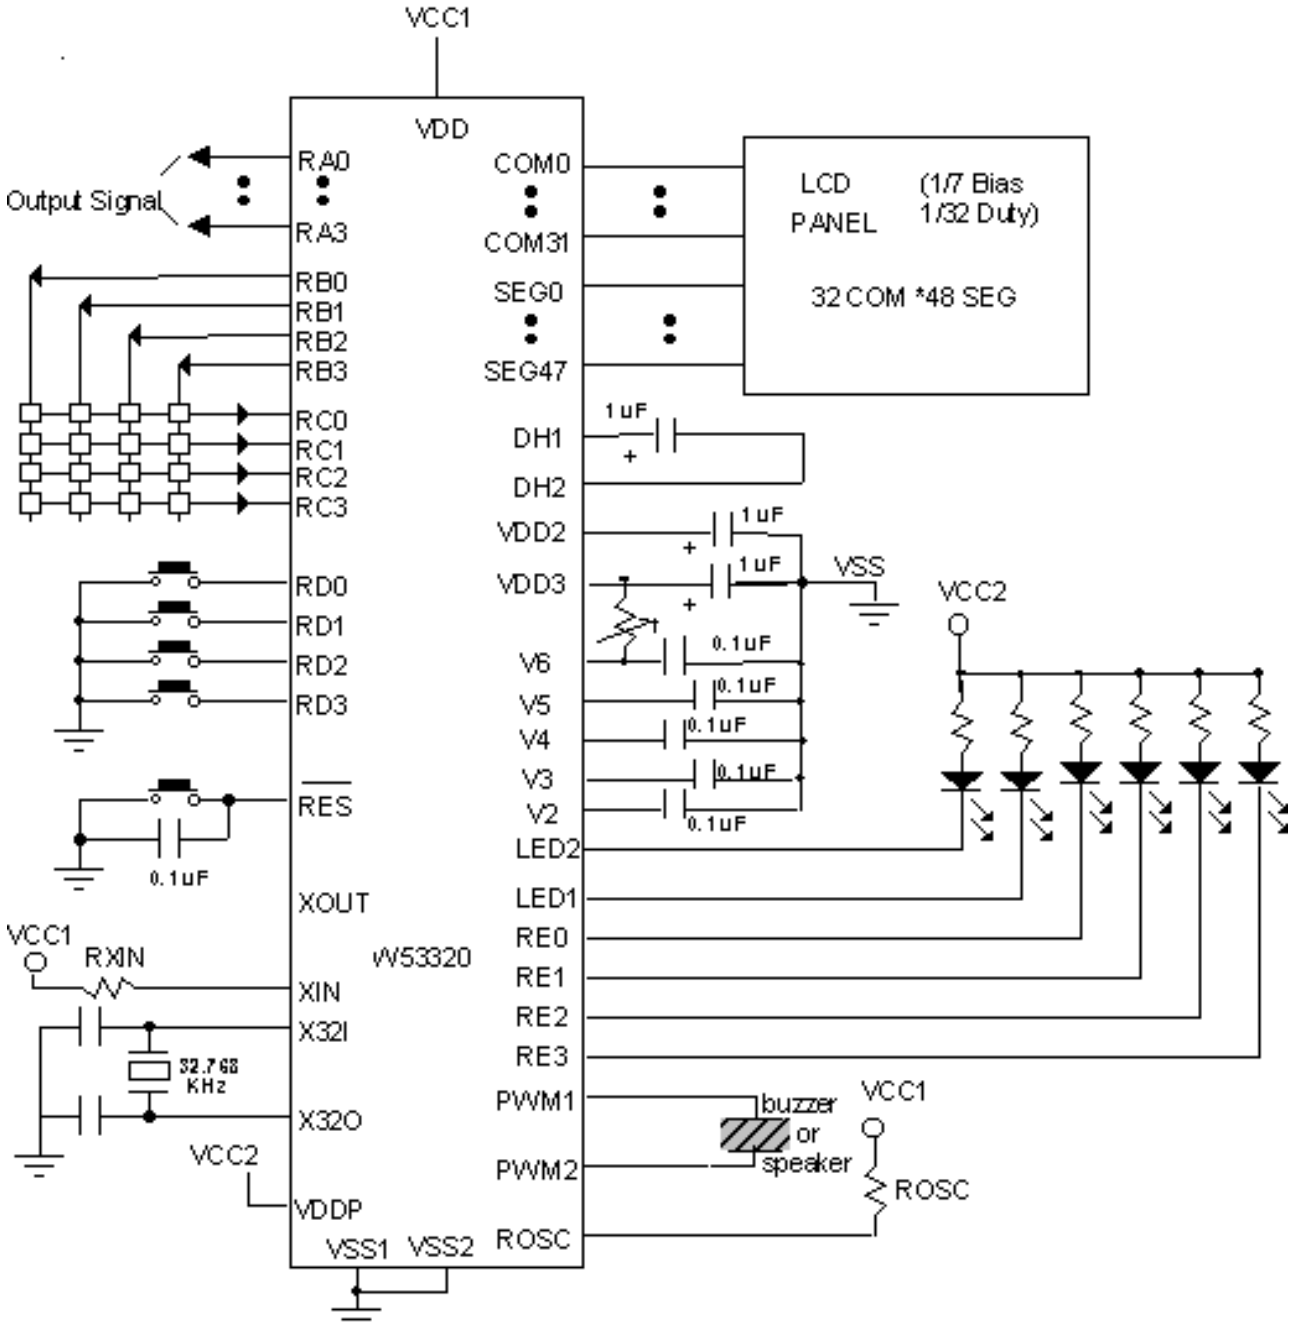 VCC1
VDD
Output Signal
RA0
RA3
RB0
RB1
RB2
RB3
RC0
RC1
RC2
RC3
RD0
RD1
RD2
RD3
RES
0.1uF
XOUT
VCC1
RXIN
XIN
X32I
32.768
KHz
X32O
VCC2
VDDP
VSS1
VSS2
W53320
COM0
COM31
SEG0
SEG47
LCD (1/7 Bias
PANEL 1/32 Duty)
32 COM *48 SEG
DH1
1uF
+
DH2
VDD2
1uF
+
VDD3
1uF
+
VSS
V6
0.1uF
V5
0.1uF
V4
0.1uF
V3
0.1uF
V2
0.1uF
VCC2
LED2
LED1
RE0
RE1
RE2
RE3
PWM1
buzzer
or
speaker
PWM2
VCC1
ROSC
ROSC